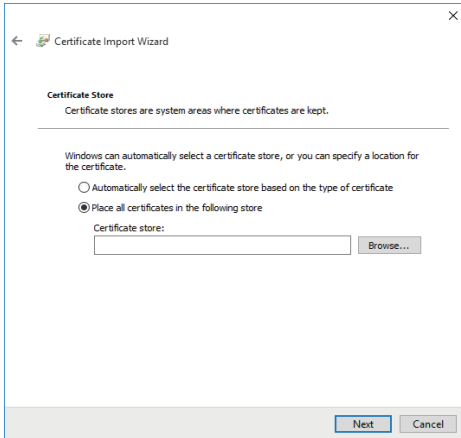 Certificate Import Wizard
Certificate Store
Certificate stores are system areas where certificates are kept.
Windows can automatically select a certificate store, or you can specify a location for
the certificate.
Automatically select the certificate store based on the type of certificate
Place all certificates in the following store
Certificate store:
Browse...
Next Cancel